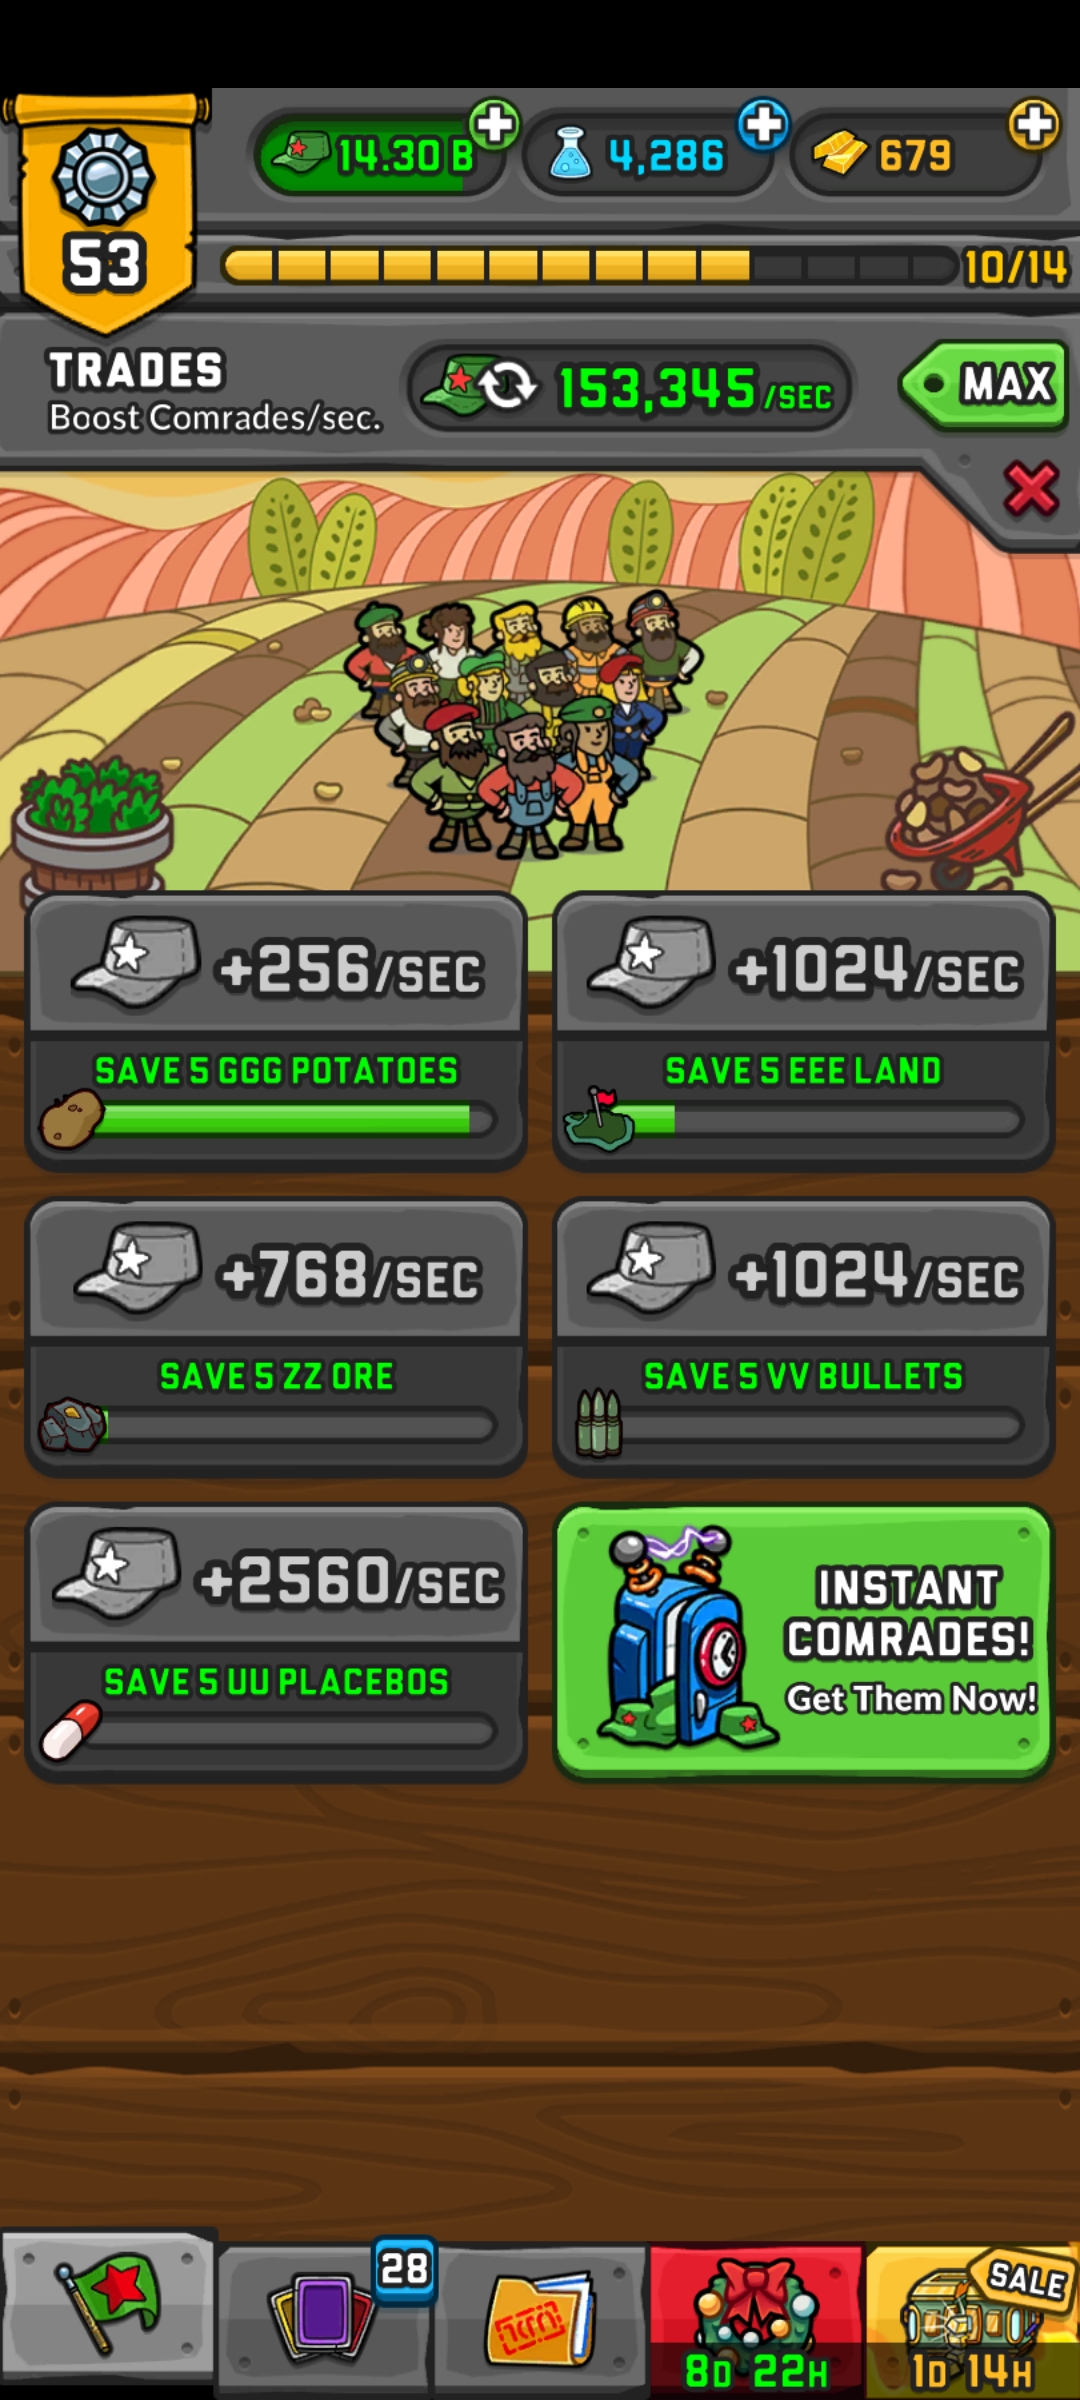 14.30 B
4,286
679
53
10/14
TRADES
Boost Comrades/sec.
153,345/SEC
MAX
+256/SEC
SAVE 5 GGG POTATOES
+1024/SEC
SAVE 5 EEE LAND
+768/SEC
SAVE 5 ZZ ORE
+1024/SEC
SAVE 5 VV BULLETS
+2560/SEC
SAVE 5 UU PLACEBOS
INSTANT
COMRADES!
Get Them Now!
28
SALE
8D 22H
1D 14H